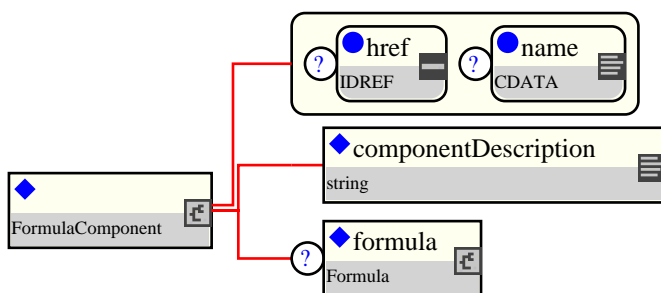 ? href
IDREF
? name
CDATA
componentDescription
string
FormulaComponent
? formula
Formula